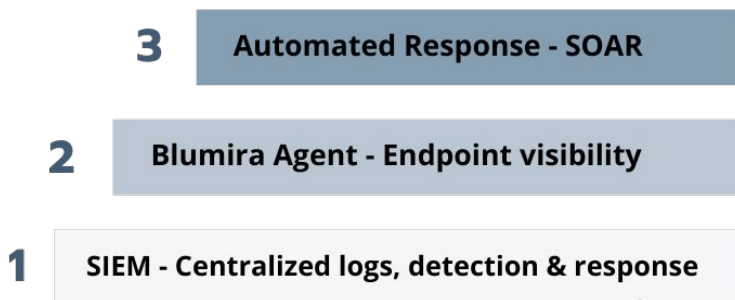 3 Automated Response - SOAR
2 Blumira Agent - Endpoint visibility
1 SIEM - Centralized logs, detection & response